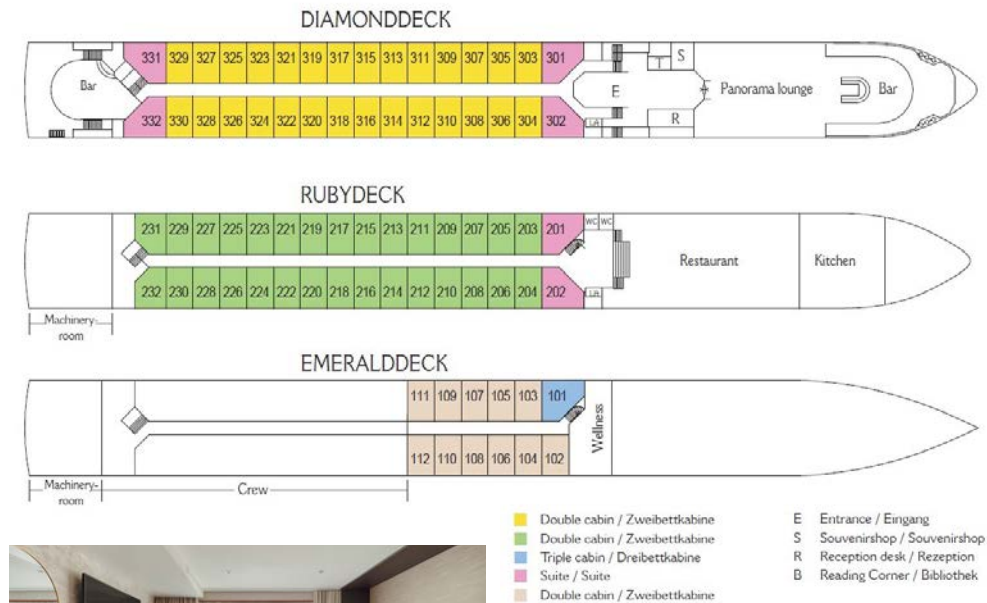 DIAMONDDECK
331 329 327 325 323 321 319 317 315 313 311 309 307 305 303 301
S
T
Bar
E
Panorama lounge
Bar
332 330 328 326 324 322 320 318 316 314 312 310 308 306 304 302
Lift
R
RUBYDECK
231 229 227 225 223 221 219 217 215 213 211 209 207 205 203 201
WC WC
Restaurant
Kitchen
232 230 228 226 224 222 220 218 216 214 212 210 208 206 204 202
Lift
Machinery-
room
EMERALDDECK
111 109 107 105 103 101
Wellness
112 110 108 106 104 102
Machinery-
room
Crew
Double cabin / Zweibettkabine
Double cabin / Zweibettkabine
Triple cabin / Dreibettkabine
Suite / Suite
Double cabin / Zweibettkabine
E Entrance / Eingang
S Souvenirshop / Souvenirshop
R Reception desk / Rezeption
B Reading Corner / Bibliothek